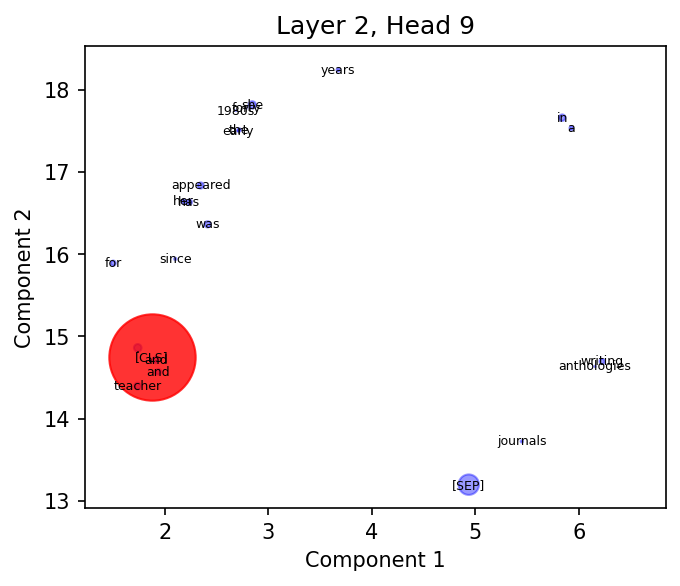 Layer 2, Head 9
years
she
forty
1980s
the
early
in
a
appeared
her
has
was
since
for
[CLS]
and
and
teacher
writing
anthologies
journals
[SEP]
18
17
16
15
14
13
Component 2
2 3 4 5 6
Component 1